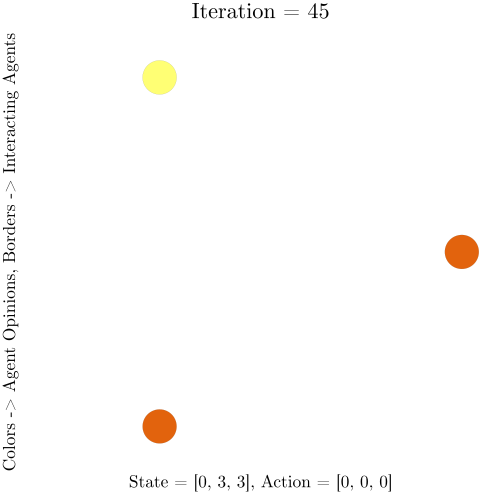 Iteration = 45
Colors -> Agent Opinions, Borders -> Interacting Agents
State = [0, 3, 3], Action = [0, 0, 0]